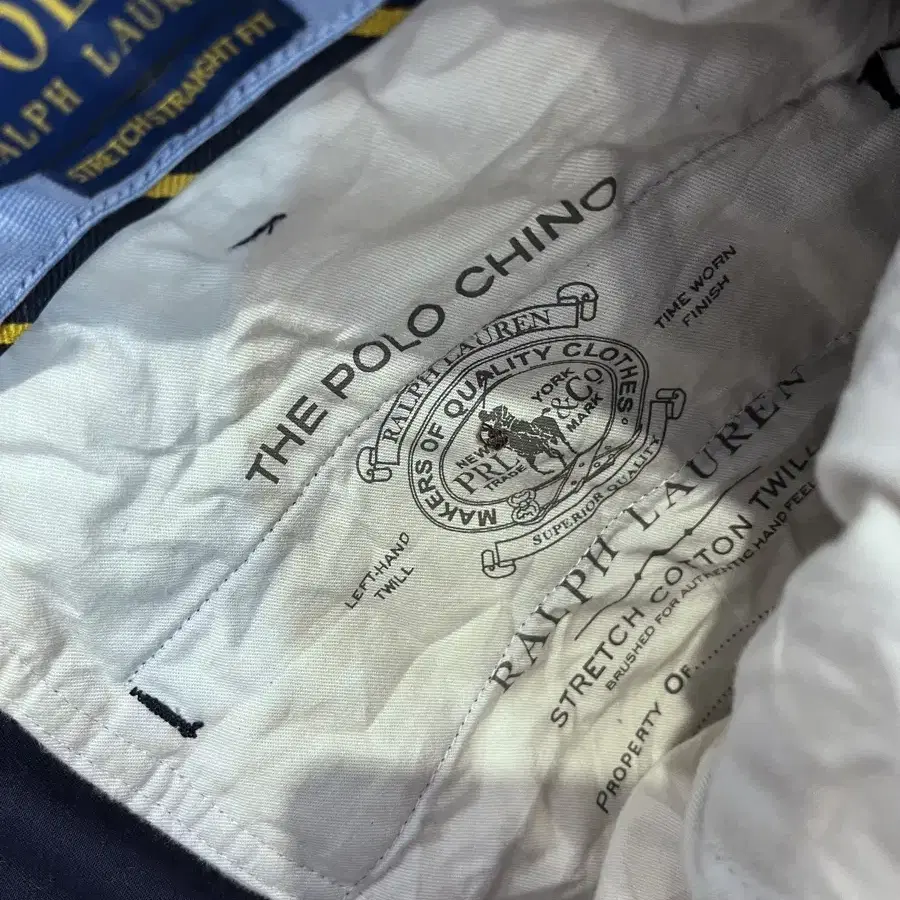 POLO
RALPH LAUREN
STRETCH STRAIGHT FIT
THE POLO CHINO
RALPH LAUREN
MAKERS OF QUALITY CLOTHES
NEW YORK
PRL & Co.
TRADE MARK
SUPERIOR QUALITY
TIME WORN
FINISH
LEFT-HAND
TWILL
RALPH LAUREN
STRETCH COTTON TWILL
BRUSHED FOR AUTHENTIC HAND FEEL
PROPERTY OF..........